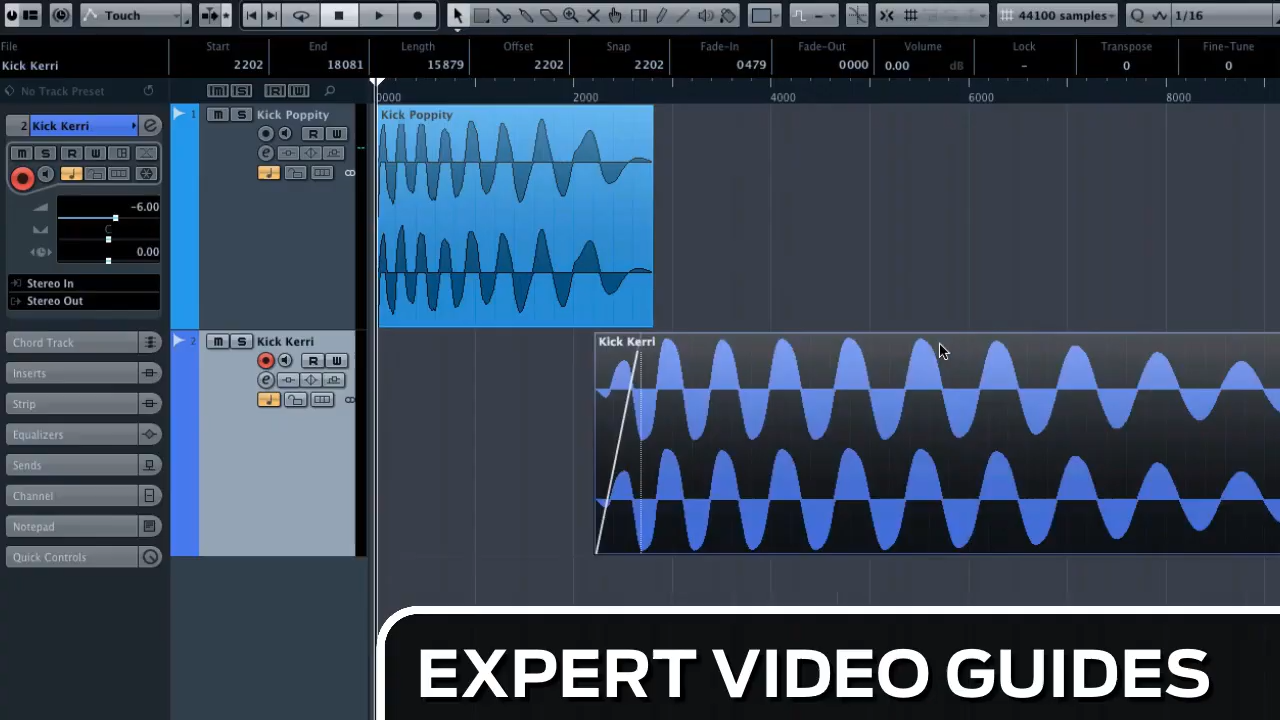 Touch
44100 samples
Q
1/16
File
Kick Kerri
Start
2202
End
18081
Length
15879
Offset
2202
Snap
2202
Fade-In
0479
Fade-Out
0000
Volume
0.00 dB
Lock
-
Transpose
0
Fine-Tune
0
No Track Preset
M S R W
0000 2000 4000 6000 8000
2 Kick Kerri
M S R W
-6.00
C
0.00
Stereo In
Stereo Out
Chord Track
Inserts
Strip
Equalizers
Sends
Channel
Notepad
Quick Controls
1 M S Kick Poppity
R W
e
Kick Poppity
2 M S Kick Kerri
R W
e
Kick Kerri
EXPERT VIDEO GUIDES